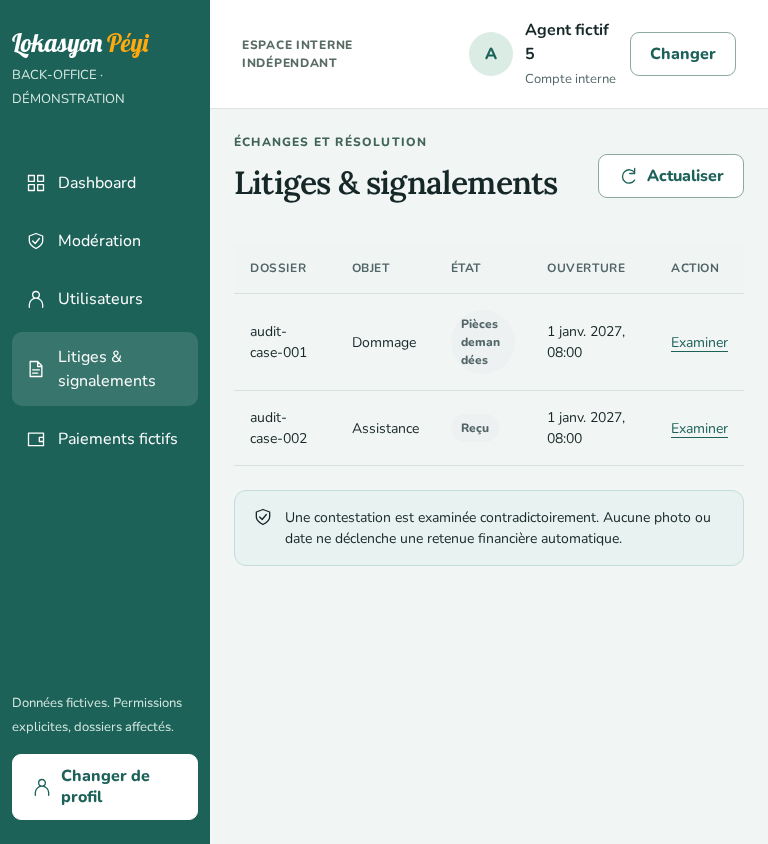 Lokasyon Péyi
BACK-OFFICE ·
DÉMONSTRATION
Dashboard
Modération
Utilisateurs
Litiges &
signalements
Paiements fictifs
Données fictives. Permissions
explicites, dossiers affectés.
Changer de
profil
ESPACE INTERNE
INDÉPENDANT
A
Agent fictif
5
Compte interne
Changer
ÉCHANGES ET RÉSOLUTION
Litiges & signalements
Actualiser
DOSSIER OBJET ÉTAT OUVERTURE ACTION
audit-
case-001
Dommage
Pièces
deman
dées
1 janv. 2027,
08:00
Examiner
audit-
case-002
Assistance
Reçu
1 janv. 2027,
08:00
Examiner
Une contestation est examinée contradictoirement. Aucune photo ou
date ne déclenche une retenue financière automatique.